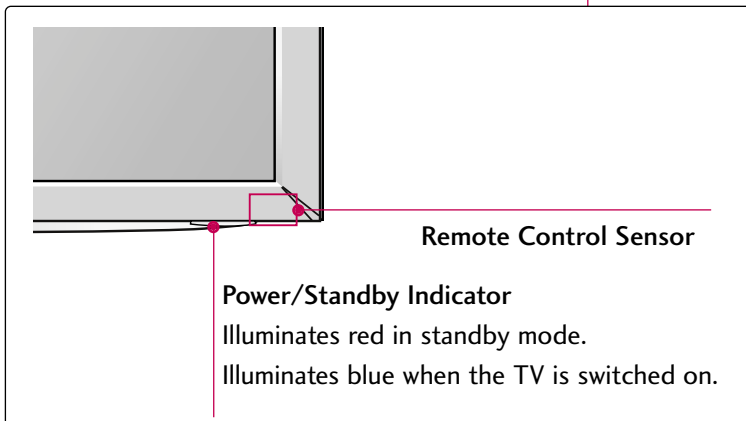 Remote Control Sensor
Power/Standby Indicator
Illuminates red in standby mode.
Illuminates blue when the TV is switched on.